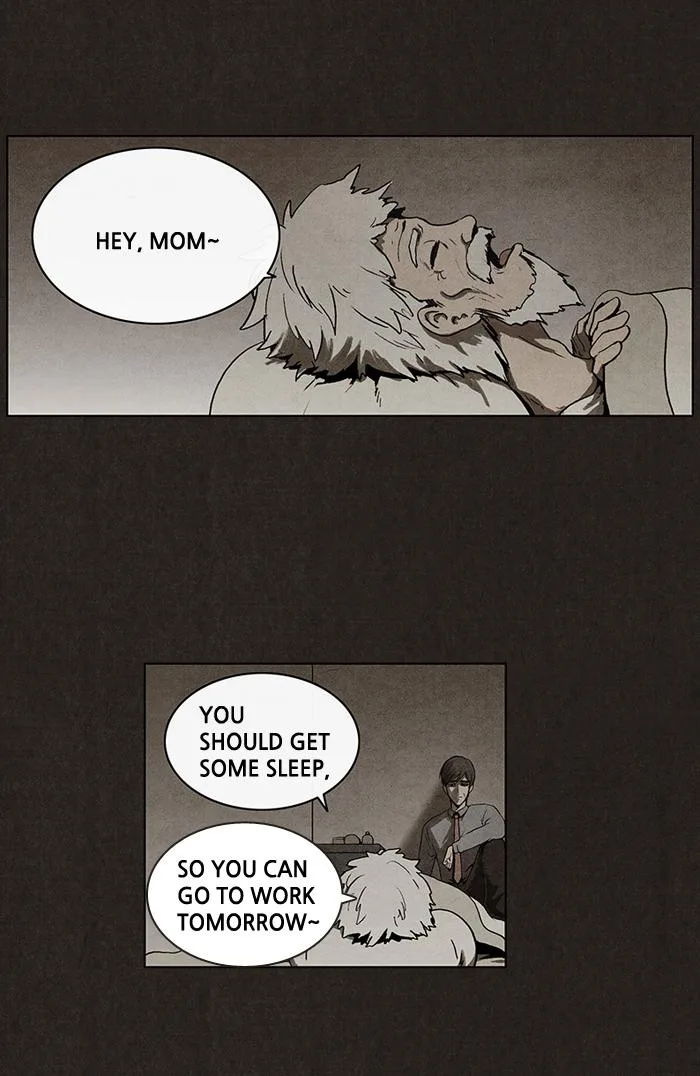 HEY, MOM~
YOU
SHOULD GET
SOME SLEEP,
SO YOU CAN
GO TO WORK
TOMORROW~